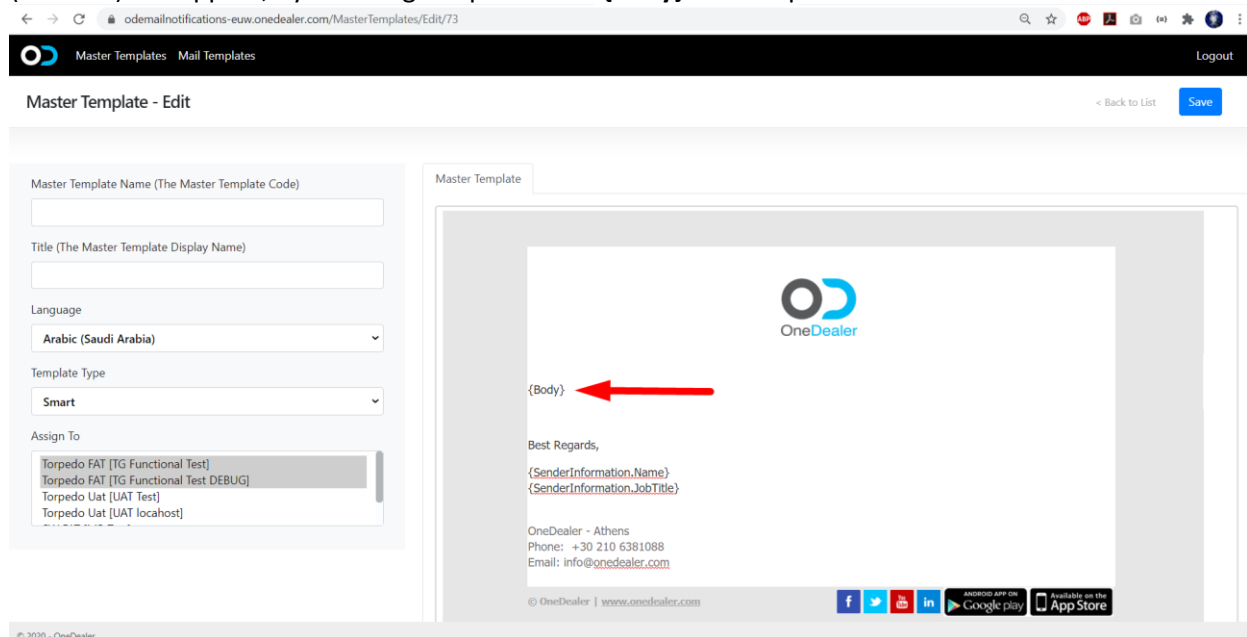 odemailnotifications-euw.onedealer.com/MasterTemplates/Edit/73
ABP
Master Templates Mail Templates
Logout
Master Template - Edit
< Back to List
Save
Master Template Name (The Master Template Code)
Title (The Master Template Display Name)
Language
Arabic (Saudi Arabia)
Template Type
Smart
Assign To
Torpedo FAT [TG Functional Test]
Torpedo FAT [TG Functional Test DEBUG]
Torpedo Uat [UAT Test]
Torpedo Uat [UAT locahost]
Master Template
OneDealer
{Body}
Best Regards,
{SenderInformation.Name}
{SenderInformation.JobTitle}
OneDealer - Athens
Phone: +30 210 6381088
Email: info@onedealer.com
© OneDealer | www.onedealer.com
f
You
in
ANDROID APP ON
Google play
Available on the
App Store
© 2020 - OneDealer